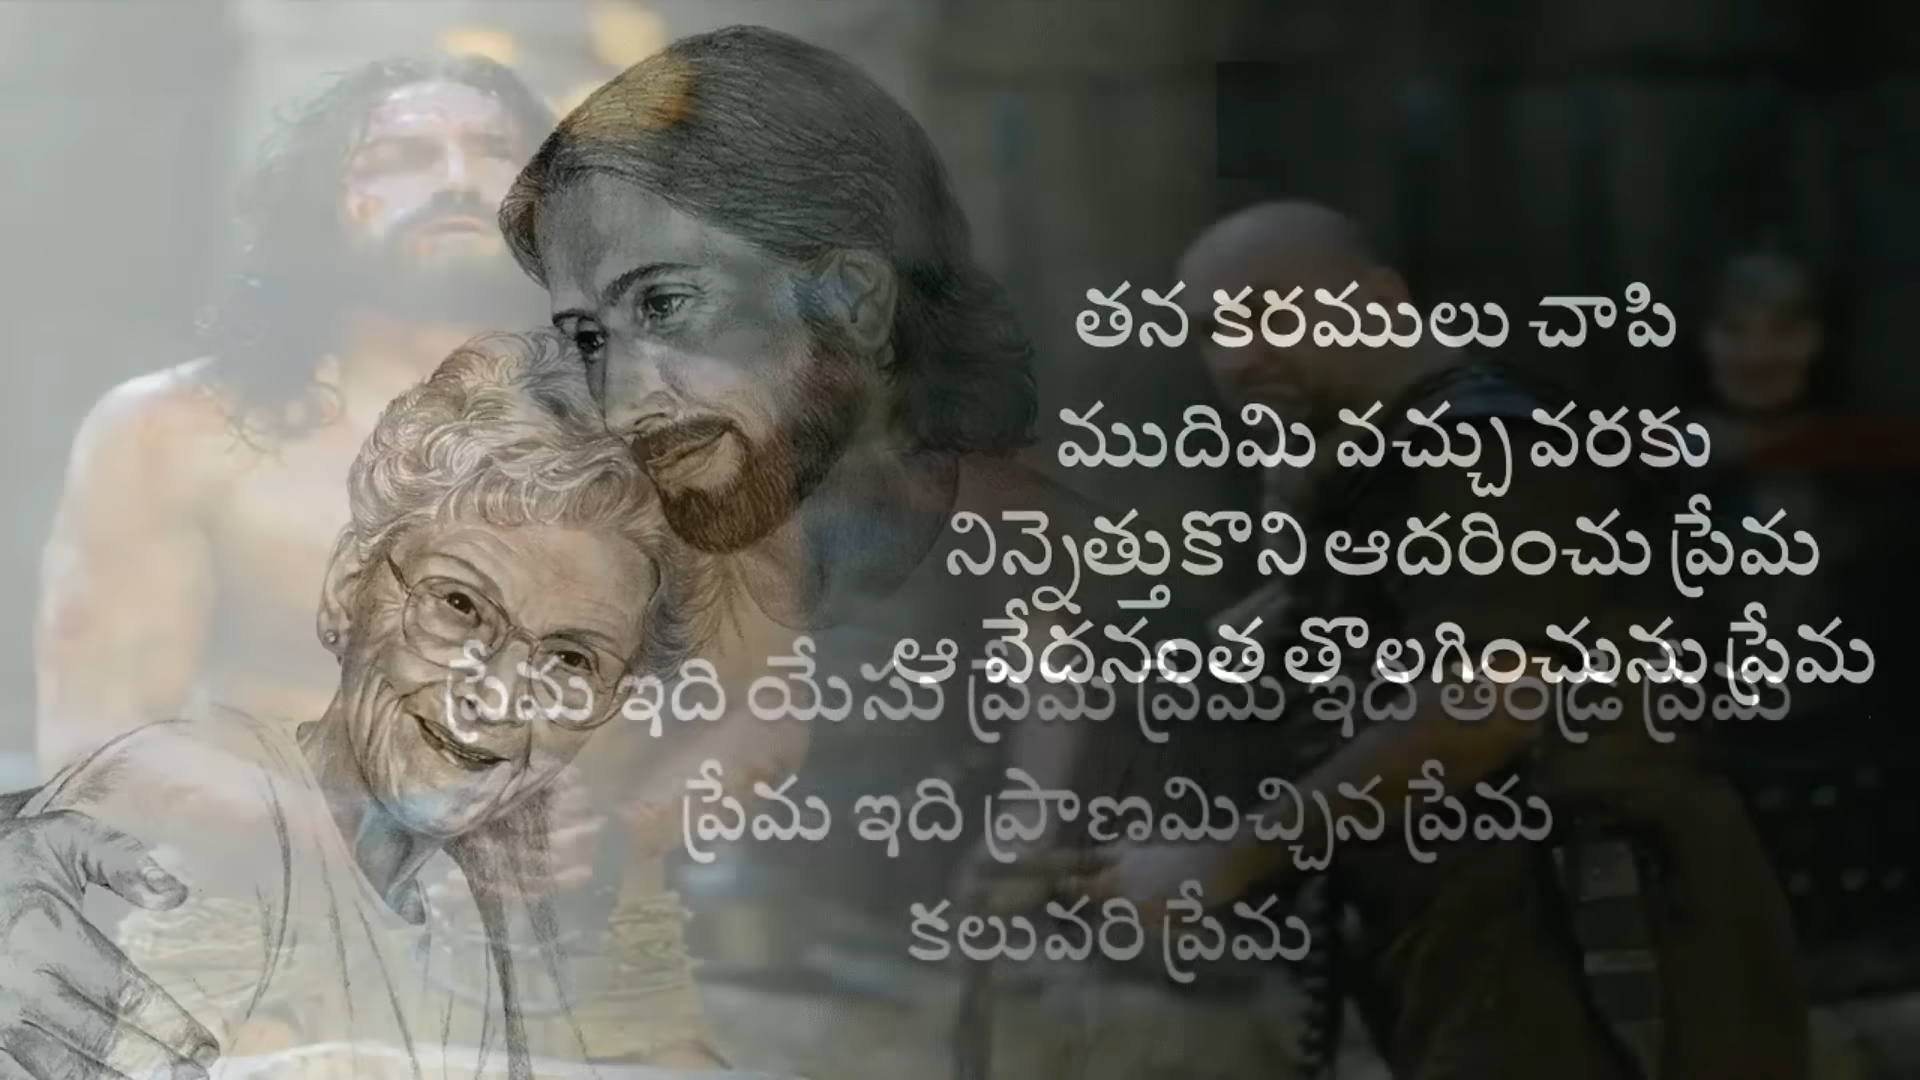 తన కరములు చాపి
ముదిమి వచ్చు వరకు
నిన్నెత్తుకొని ఆదరించు ప్రేమ
ఆ వేదనంత తొలగించును ప్రేమ
ప్రేమ ఇది యేసు ప్రేమ ప్రేమ ఇది తండ్రి ప్రేమ
ప్రేమ ఇది ప్రాణమిచ్చిన ప్రేమ
కలువరి ప్రేమ